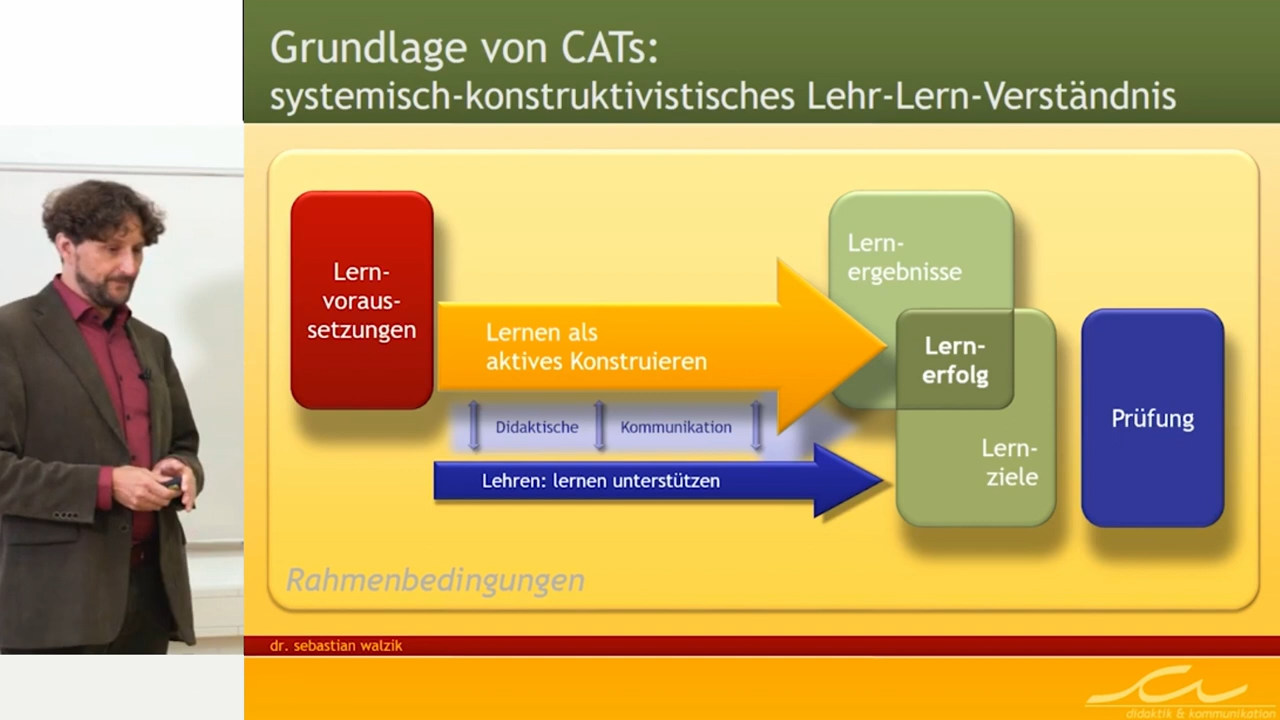 Grundlage von CATs:
systemisch-konstruktivistisches Lehr-Lern-Verständnis
Lern-
voraus-
setzungen
Lernen als
aktives Konstruieren
Didaktische Kommunikation
Lehren: lernen unterstützen
Lern-
ergebnisse
Lern-
erfolg
Lern-
ziele
Prüfung
Rahmenbedingungen
dr. sebastian walzik
didaktik & kommunikation